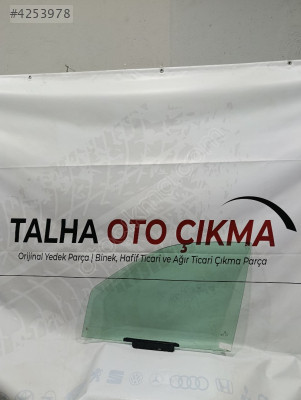 #4253978
TALHA OTO ÇIKMA
Orijinal Yedek Parça | Binek, Hafif Ticari ve Ağır Ticari Çıkma Parça